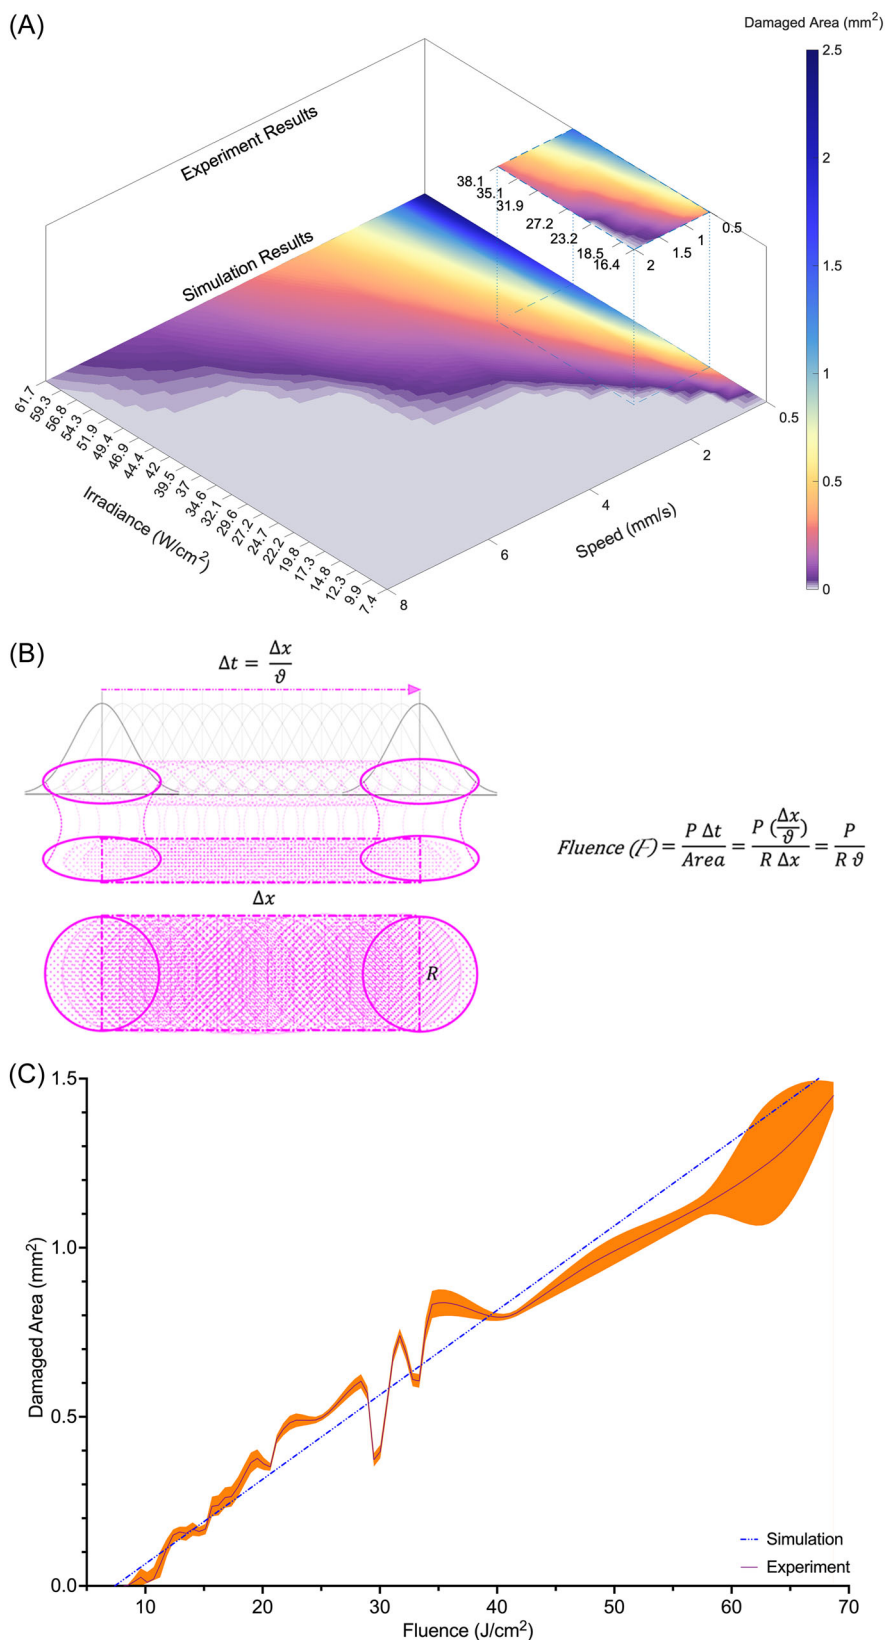 (A)
Damaged Area (mm²)
2.5
2
1.5
1
0.5
0
Experiment Results
Simulation Results
38.1
35.1
31.9
27.2
23.2
18.5
16.4
2
1.5
1
0.5
61.7
59.3
56.8
54.3
51.9
49.4
46.9
44.4
42
39.5
37
34.6
32.1
29.6
27.2
24.7
22.2
19.8
17.3
14.8
12.3
9.9
7.4
Irradiance (W/cm²)
8
6
4
2
0.5
Speed (mm/s)
(B)
Δt = Δx/ϑ
Δx
R
Fluence (F) = P Δt/Area = P (Δx/ϑ)/R Δx = P/R ϑ
(C)
1.5
1.0
0.5
0.0
Damaged Area (mm²)
10 20 30 40 50 60 70
Fluence (J/cm²)
Simulation
Experiment